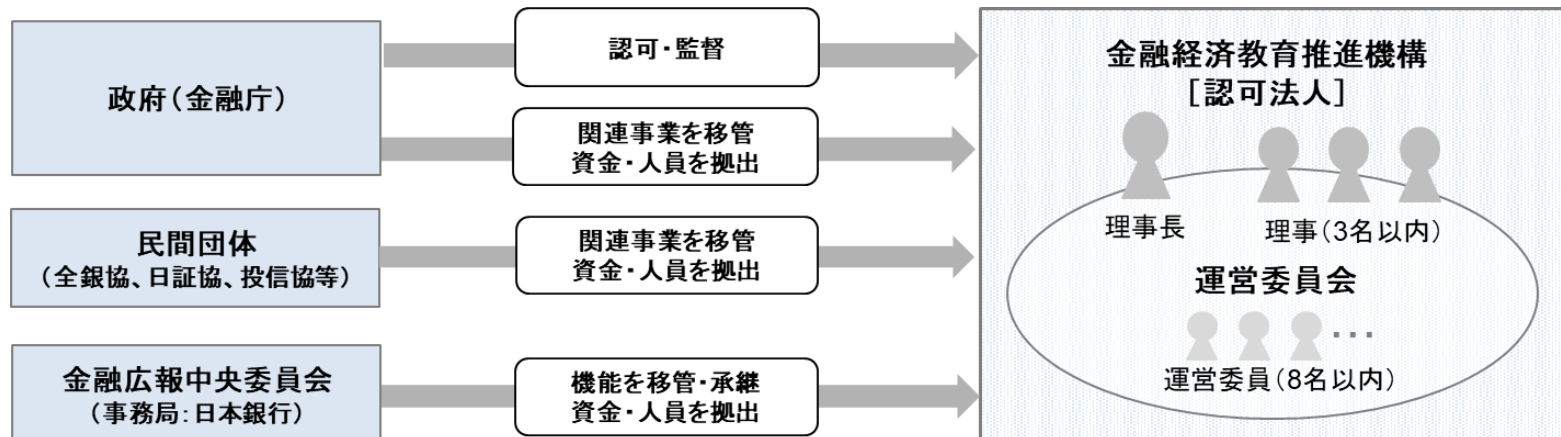 政府(金融庁)
認可・監督
関連事業を移管
資金・人員を拠出
民間団体
(全銀協、日証協、投信協等)
関連事業を移管
資金・人員を拠出
金融広報中央委員会
(事務局:日本銀行)
機能を移管・承継
資金・人員を拠出
金融経済教育推進機構
[認可法人]
理事長
理事(3名以内)
運営委員会
・・・
運営委員(8名以内)